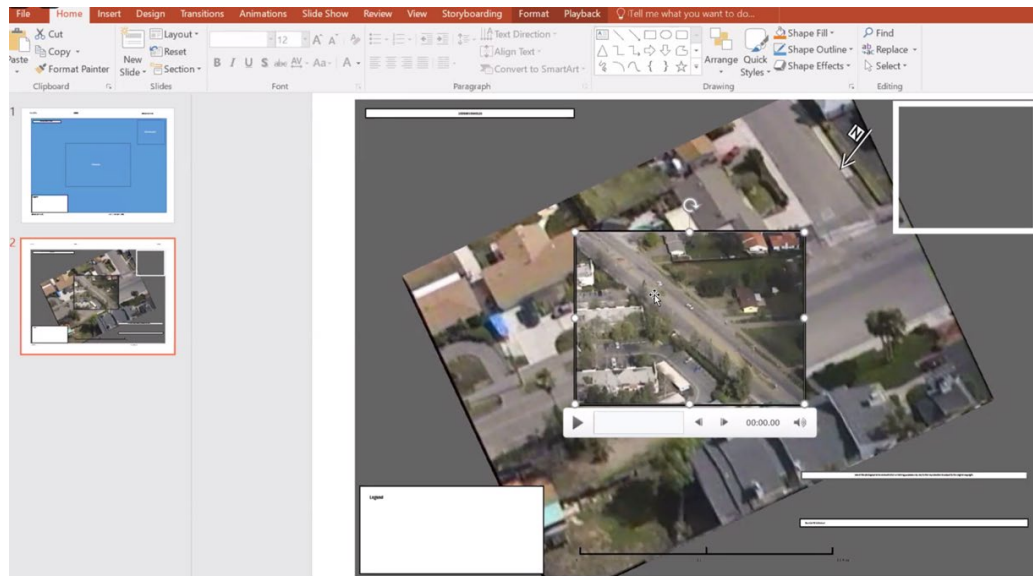 File Home Insert Design Transitions Animations Slide Show Review View Storyboarding Format Playback Tell me what you want to do...
Cut
Copy
Format Painter
Clipboard
New
Slide
Layout
Reset
Section
Slides
12
B I U S abc AV Aa A
Font
Text Direction
Align Text
Convert to SmartArt
Paragraph
Arrange
Quick
Styles
Shape Fill
Shape Outline
Shape Effects
Drawing
Find
Replace
Select
Editing
1
2
N
00:00.00
Legend